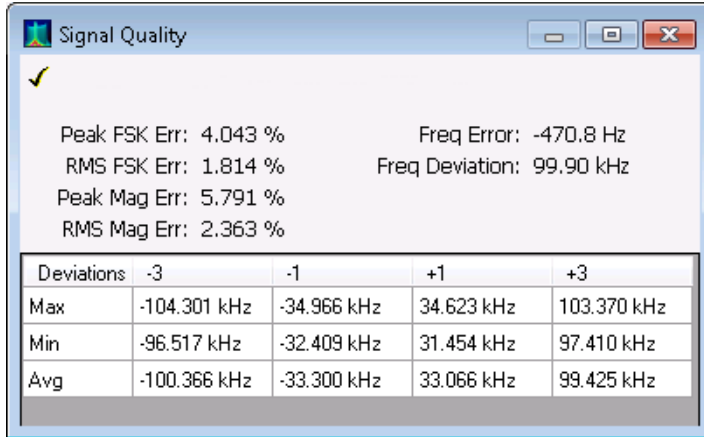 Signal Quality
Peak FSK Err: 4.043 % Freq Error: -470.8 Hz
RMS FSK Err: 1.814 % Freq Deviation: 99.90 kHz
Peak Mag Err: 5.791 %
RMS Mag Err: 2.363 %
Deviations -3 -1 +1 +3
Max -104.301 kHz -34.966 kHz 34.623 kHz 103.370 kHz
Min -96.517 kHz -32.409 kHz 31.454 kHz 97.410 kHz
Avg -100.366 kHz -33.300 kHz 33.066 kHz 99.425 kHz